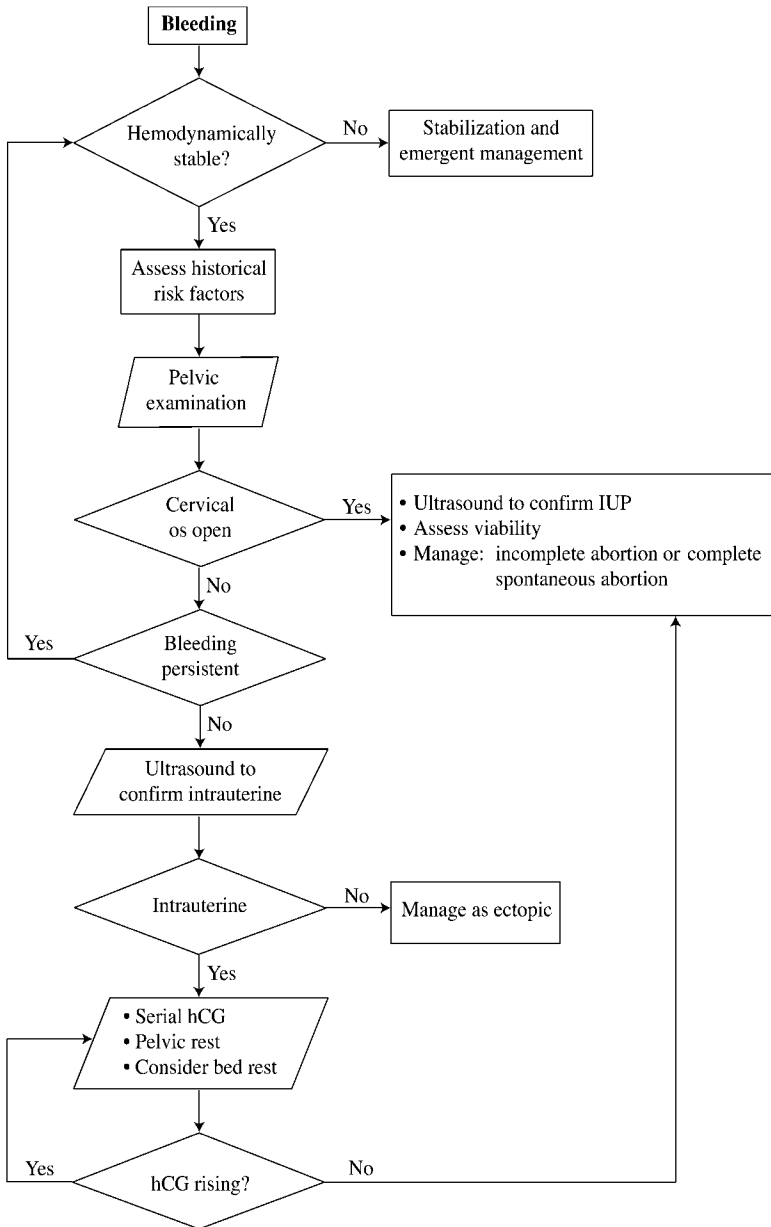 Bleeding
Hemodynamically
stable?
No
Stabilization and
emergent management
Yes
Assess historical
risk factors
Pelvic
examination
Cervical
os open
Yes
• Ultrasound to confirm IUP
• Assess viability
• Manage: incomplete abortion or complete
spontaneous abortion
No
Yes
Bleeding
persistent
No
Ultrasound to
confirm intrauterine
Intrauterine
No
Manage as ectopic
Yes
• Serial hCG
• Pelvic rest
• Consider bed rest
Yes
hCG rising?
No